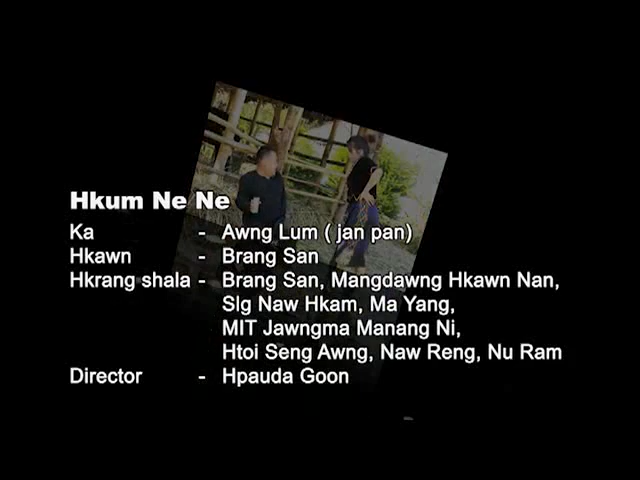 Hkum Ne Ne
Ka - Awng Lum ( jan pan)
Hkawn - Brang San
Hkrang shala - Brang San, Mangdawng Hkawn Nan,
Slg Naw Hkam, Ma Yang,
MIT Jawngma Manang Ni,
Htoi Seng Awng, Naw Reng, Nu Ram
Director - Hpauda Goon